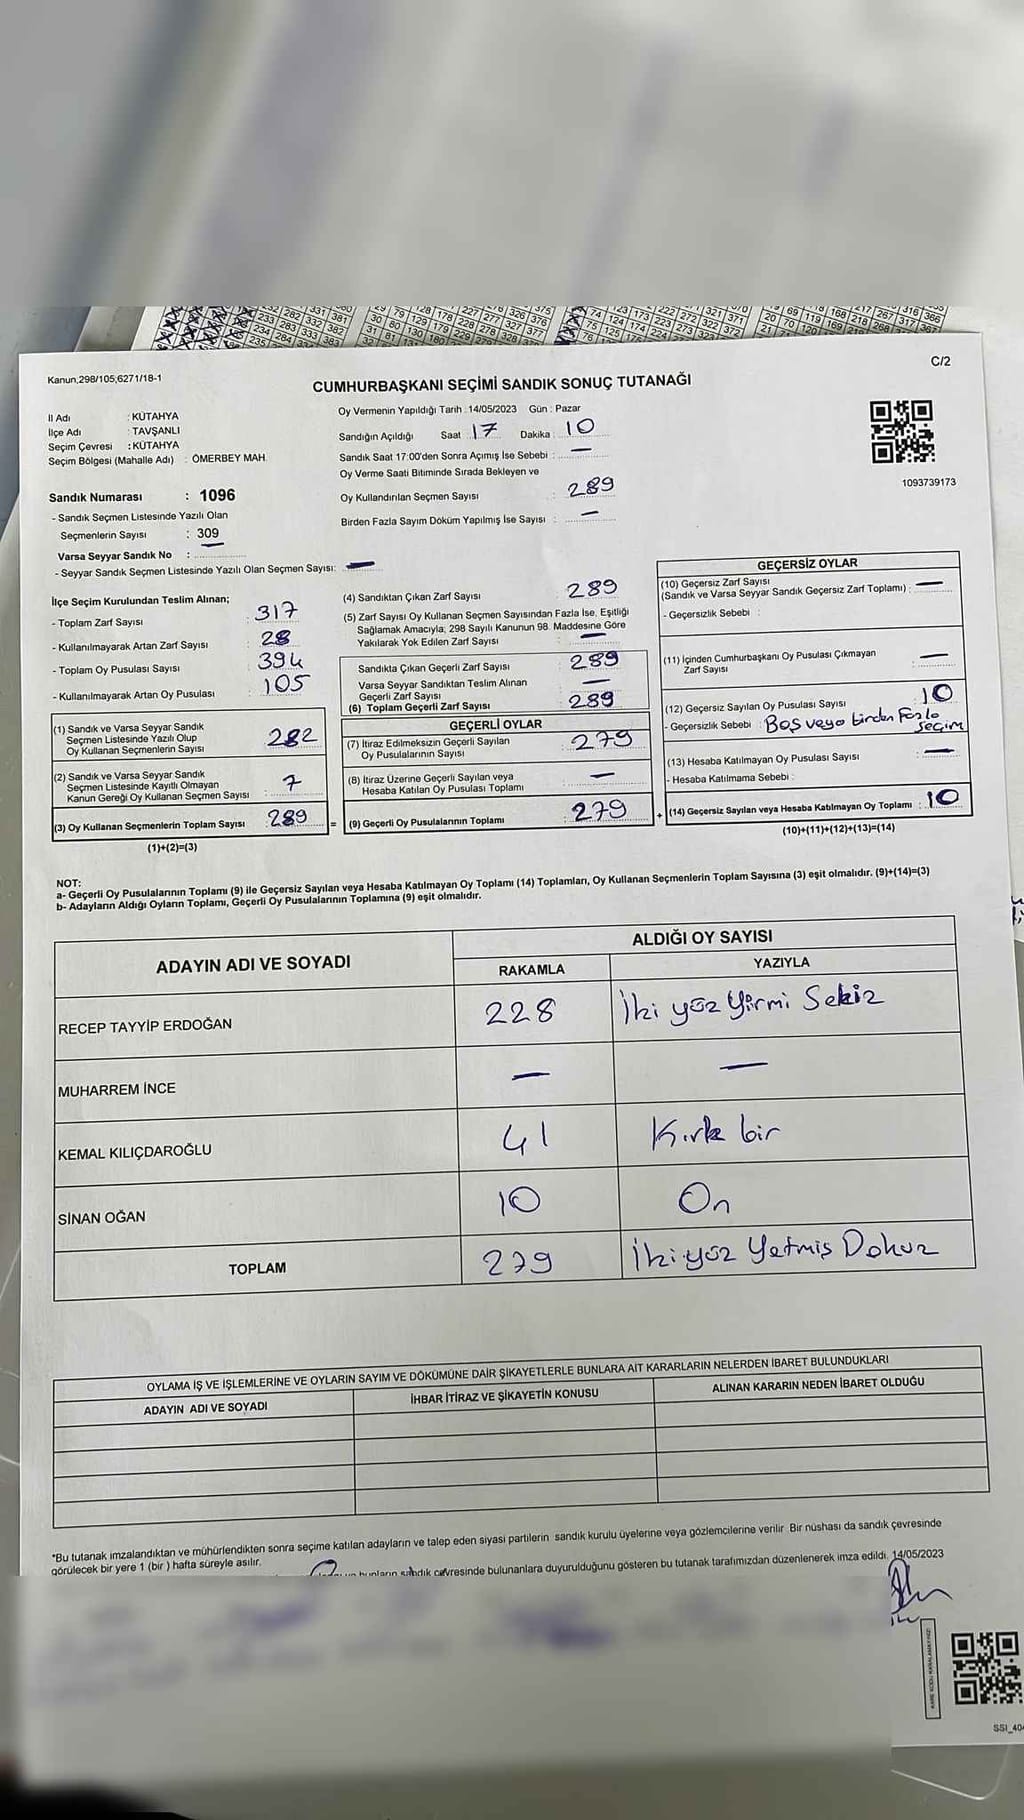 C/2
Kanun,298/105;6271/18-1
CUMHURBAŞKANI SEÇİMİ SANDIK SONUÇ TUTANAĞI
İl Adı : KÜTAHYA
İlçe Adı : TAVŞANLI
Seçim Çevresi : KÜTAHYA
Seçim Bölgesi (Mahalle Adı) : ÖMERBEY MAH.
Sandık Numarası : 1096
- Sandık Seçmen Listesinde Yazılı Olan
Seçmenlerin Sayısı : 309
Varsa Seyyar Sandık No : —
- Seyyar Sandık Seçmen Listesinde Yazılı Olan Seçmen Sayısı: —
Oy Vermenin Yapıldığı Tarih : 14/05/2023 Gün : Pazar
Sandığın Açıldığı Saat 17 Dakika : 10
Sandık Saat 17:00'den Sonra Açımış İse Sebebi : —
Oy Verme Saati Bitiminde Sırada Bekleyen ve
Oy Kullandırılan Seçmen Sayısı : 289
Birden Fazla Sayım Döküm Yapılmış İse Sayısı : —
1093739173
İlçe Seçim Kurulundan Teslim Alınan;
- Toplam Zarf Sayısı : 317
- Kullanılmayarak Artan Zarf Sayısı : 28
- Toplam Oy Pusulası Sayısı : 394
- Kullanılmayarak Artan Oy Pusulası : 105
(1) Sandık ve Varsa Seyyar Sandık
Seçmen Listesinde Yazılı Olup
Oy Kullanan Seçmenlerin Sayısı : 282
(2) Sandık ve Varsa Seyyar Sandık
Seçmen Listesinde Kayıtlı Olmayan
Kanun Gereği Oy Kullanan Seçmen Sayısı : 7
(3) Oy Kullanan Seçmenlerin Toplam Sayısı : 289
(1)+(2)=(3)
(4) Sandıktan Çıkan Zarf Sayısı : 289
(5) Zarf Sayısı Oy Kullanan Seçmen Sayısından Fazla İse, Eşitliği
Sağlamak Amacıyla; 298 Sayılı Kanunun 98. Maddesine Göre
Yakılarak Yok Edilen Zarf Sayısı : —
Sandıkta Çıkan Geçerli Zarf Sayısı : 289
Varsa Seyyar Sandıktan Teslim Alınan
Geçerli Zarf Sayısı : —
(6) Toplam Geçerli Zarf Sayısı : 289
GEÇERLİ OYLAR
(7) İtiraz Edilmeksizin Geçerli Sayılan
Oy Pusulalarının Sayısı : 279
(8) İtiraz Üzerine Geçerli Sayılan veya
Hesaba Katılan Oy Pusulası Toplamı : —
= (9) Geçerli Oy Pusulalarının Toplamı : 279
GEÇERSİZ OYLAR
(10) Geçersiz Zarf Sayısı
(Sandık ve Varsa Seyyar Sandık Geçersiz Zarf Toplamı) : —
- Geçersizlik Sebebi :
(11) İçinden Cumhurbaşkanı Oy Pusulası Çıkmayan
Zarf Sayısı : —
(12) Geçersiz Sayılan Oy Pusulası Sayısı : 10
- Geçersizlik Sebebi : Boş veya birden Fazla
Seçim
(13) Hesaba Katılmayan Oy Pusulası Sayısı : —
- Hesaba Katılmama Sebebi :
+ (14) Geçersiz Sayılan veya Hesaba Katılmayan Oy Toplamı : 10
(10)+(11)+(12)+(13)=(14)
NOT:
a- Geçerli Oy Pusulalarının Toplamı (9) ile Geçersiz Sayılan veya Hesaba Katılmayan Oy Toplamı (14) Toplamları, Oy Kullanan Seçmenlerin Toplam Sayısına (3) eşit olmalıdır. (9)+(14)=(3)
b- Adayların Aldığı Oyların Toplamı, Geçerli Oy Pusulalarının Toplamına (9) eşit olmalıdır.
ADAYIN ADI VE SOYADI ALDIĞI OY SAYISI
RAKAMLA YAZIYLA
RECEP TAYYİP ERDOĞAN 228 İki yüz Yirmi Sekiz
MUHARREM İNCE — —
KEMAL KILIÇDAROĞLU 41 Kırk bir
SİNAN OĞAN 10 On
TOPLAM 279 İki yüz Yetmiş Dokuz
OYLAMA İŞ VE İŞLEMLERİNE VE OYLARIN SAYIM VE DÖKÜMÜNE DAİR ŞİKAYETLERLE BUNLARA AİT KARARLARIN NELERDEN İBARET BULUNDUKLARI
ADAYIN ADI VE SOYADI İHBAR İTİRAZ VE ŞİKAYETİN KONUSU ALINAN KARARIN NEDEN İBARET OLDUĞU
*Bu tutanak imzalandıktan ve mühürlendikten sonra seçime katılan adayların ve talep eden siyasi partilerin sandık kurulu üyelerine veya gözlemcilerine verilir. Bir nüshası da sandık çevresinde
görülecek bir yere 1 (bir ) hafta süreyle asılır.
bunların sandık çevresinde bulunanlara duyurulduğunu gösteren bu tutanak tarafımızdan düzenlenerek imza edildi. 14/05/2023